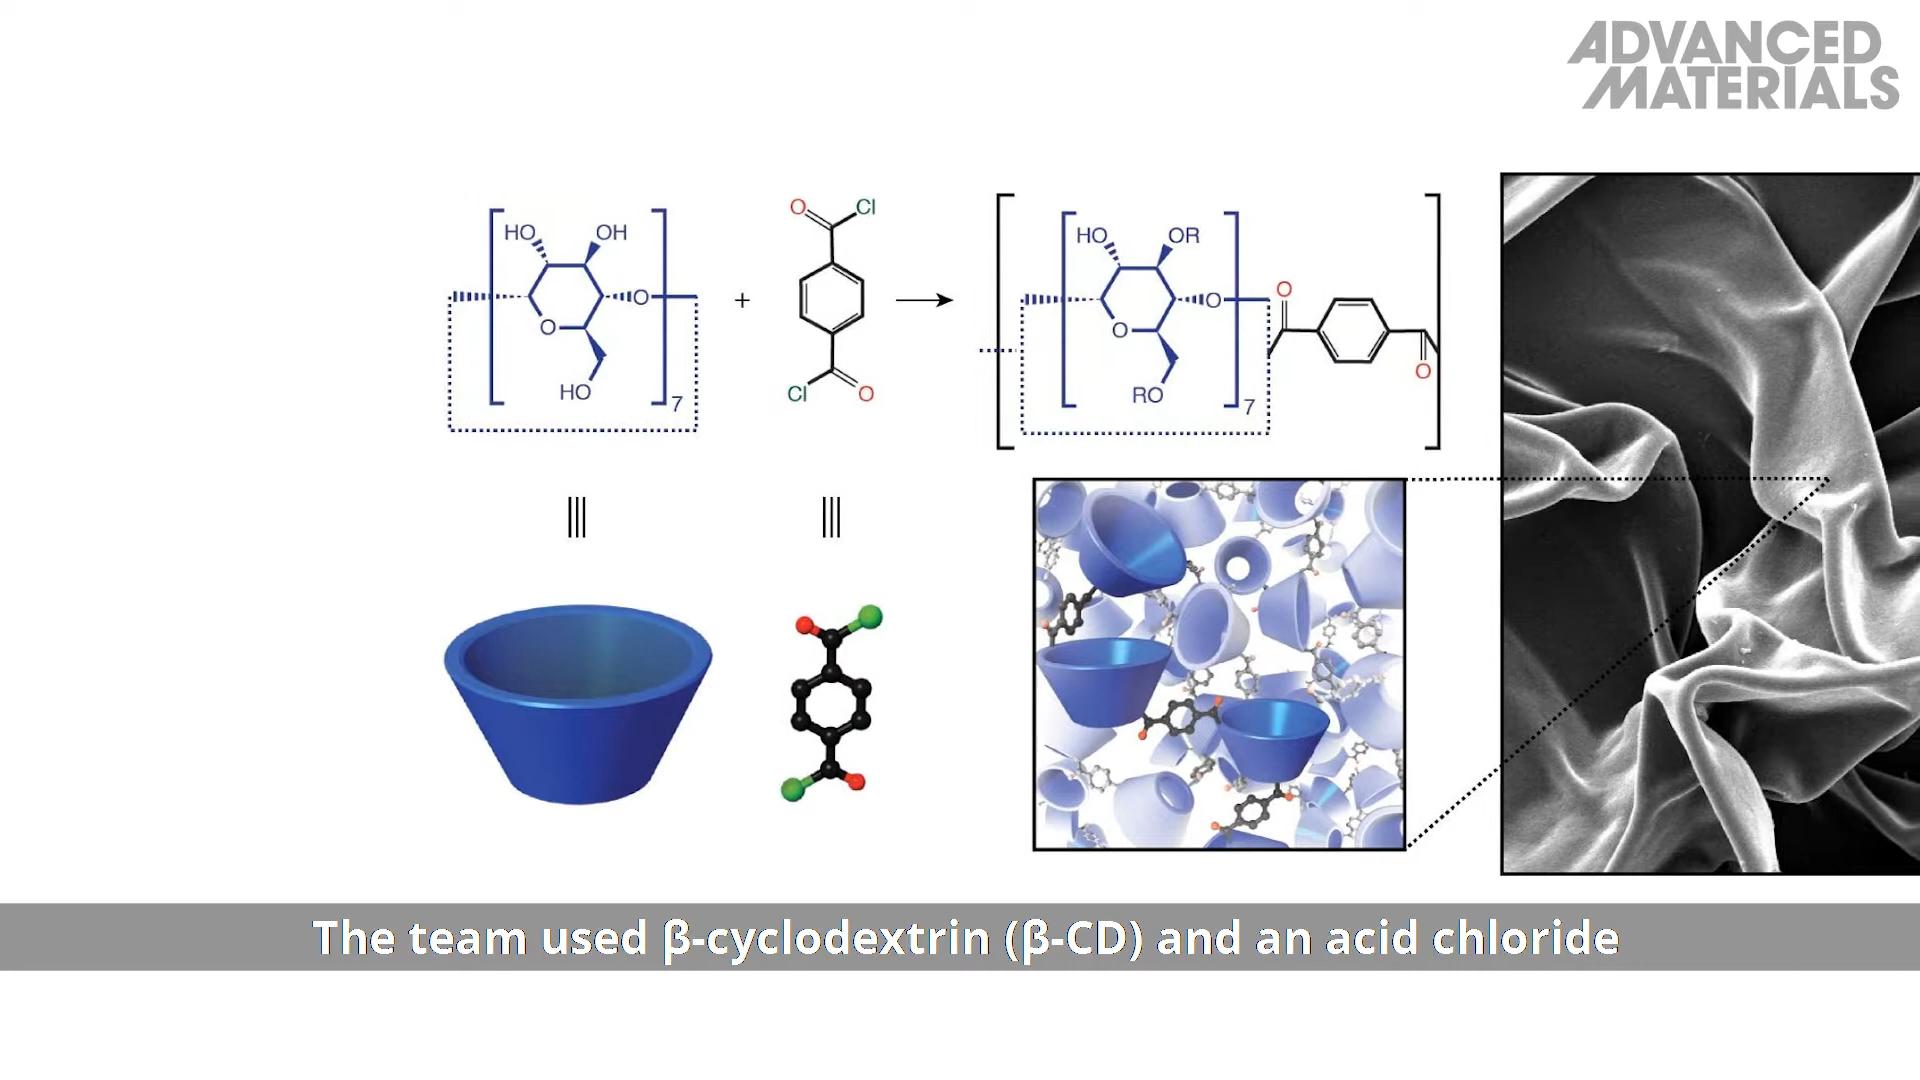 ADVANCED
MATERIALS
O Cl
HO OH
O
O
HO
7
+
Cl O
HO OR
O
O
RO
7
O
O
The team used β-cyclodextrin (β-CD) and an acid chloride